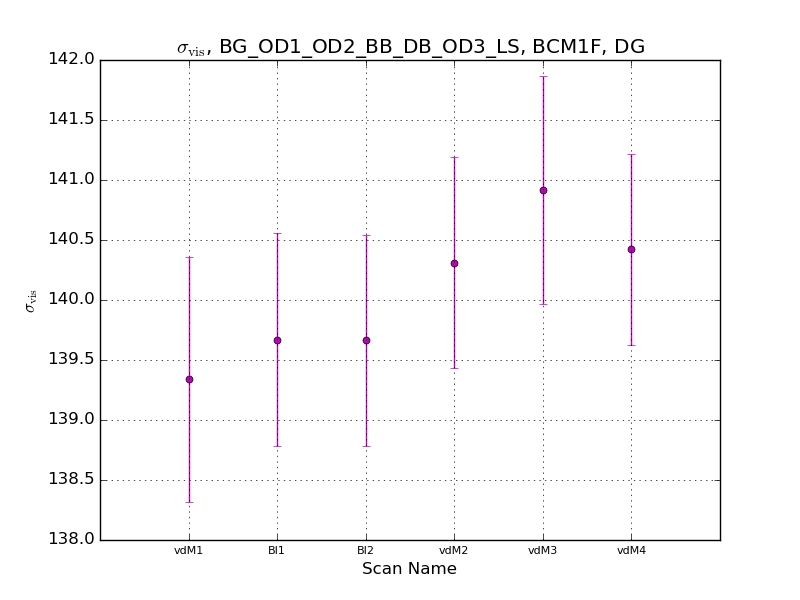 σvis, BG_OD1_OD2_BB_DB_OD3_LS, BCM1F, DG
142.0
141.5
141.0
140.5
140.0
139.5
139.0
138.5
138.0
σvis
vdM1 BI1 BI2 vdM2 vdM3 vdM4
Scan Name